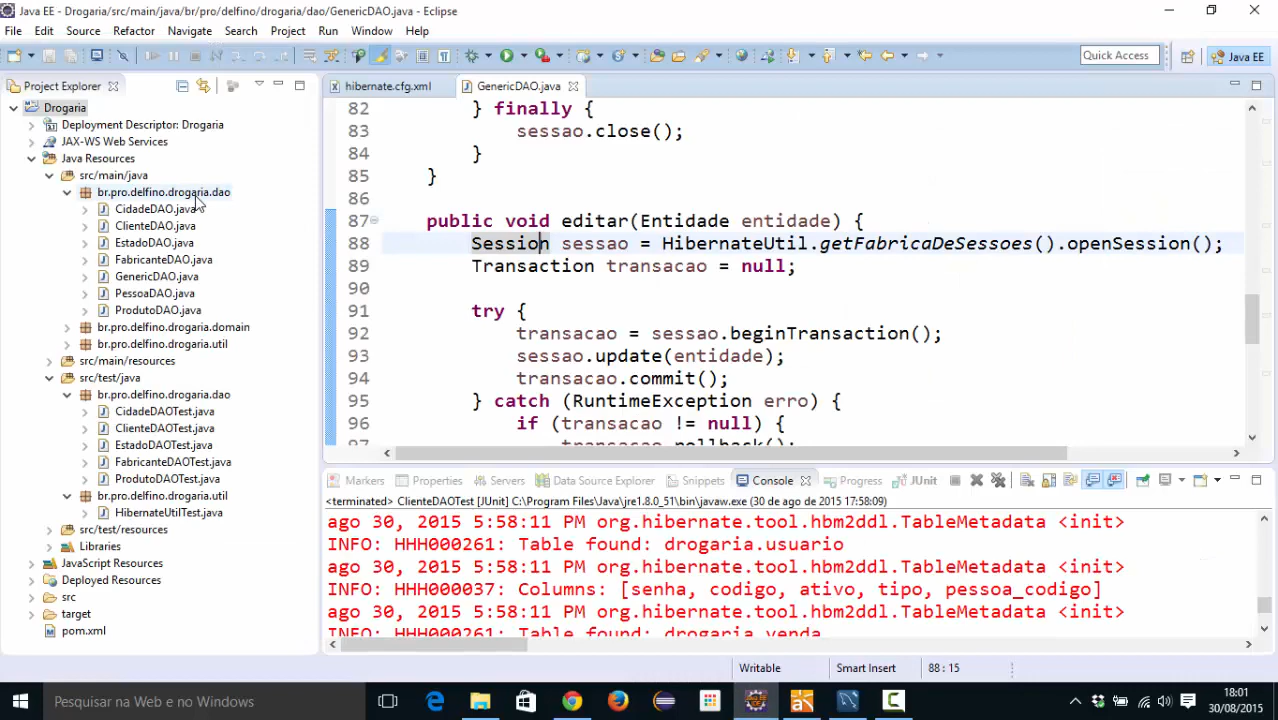 Java EE - Drogaria/src/main/java/br/pro/delfino/drogaria/dao/GenericDAO.java - Eclipse
File Edit Source Refactor Navigate Search Project Run Window Help
Quick Access
Java EE
Project Explorer
Drogaria
Deployment Descriptor: Drogaria
JAX-WS Web Services
Java Resources
src/main/java
br.pro.delfino.drogaria.dao
CidadeDAO.java
ClienteDAO.java
EstadoDAO.java
FabricanteDAO.java
GenericDAO.java
PessoaDAO.java
ProdutoDAO.java
br.pro.delfino.drogaria.domain
br.pro.delfino.drogaria.util
src/main/resources
src/test/java
br.pro.delfino.drogaria.dao
CidadeDAOTest.java
ClienteDAOTest.java
EstadoDAOTest.java
FabricanteDAOTest.java
ProdutoDAOTest.java
br.pro.delfino.drogaria.util
HibernateUtilTest.java
src/test/resources
Libraries
JavaScript Resources
Deployed Resources
src
target
pom.xml
hibernate.cfg.xml GenericDAO.java
82 } finally {
83 sessao.close();
84 }
85 }
86
87 public void editar(Entidade entidade) {
88 Session sessao = HibernateUtil.getFabricaDeSessoes().openSession();
89 Transaction transacao = null;
90
91 try {
92 transacao = sessao.beginTransaction();
93 sessao.update(entidade);
94 transacao.commit();
95 } catch (RuntimeException erro) {
96 if (transacao != null) {
97 transacao.rollback();
Markers Properties Servers Data Source Explorer Snippets Console Progress JUnit
<terminated> ClienteDAOTest [JUnit] C:\Program Files\Java\jre1.8.0_51\bin\javaw.exe (30 de ago de 2015 17:58:09)
ago 30, 2015 5:58:11 PM org.hibernate.tool.hbm2ddl.TableMetadata <init>
INFO: HHH000261: Table found: drogaria.usuario
ago 30, 2015 5:58:11 PM org.hibernate.tool.hbm2ddl.TableMetadata <init>
INFO: HHH000037: Columns: [senha, codigo, ativo, tipo, pessoa_codigo]
ago 30, 2015 5:58:11 PM org.hibernate.tool.hbm2ddl.TableMetadata <init>
INFO: HHH000261: Table found: drogaria.venda
Writable Smart Insert 88 : 15
Pesquisar na Web e no Windows
18:01
30/08/2015